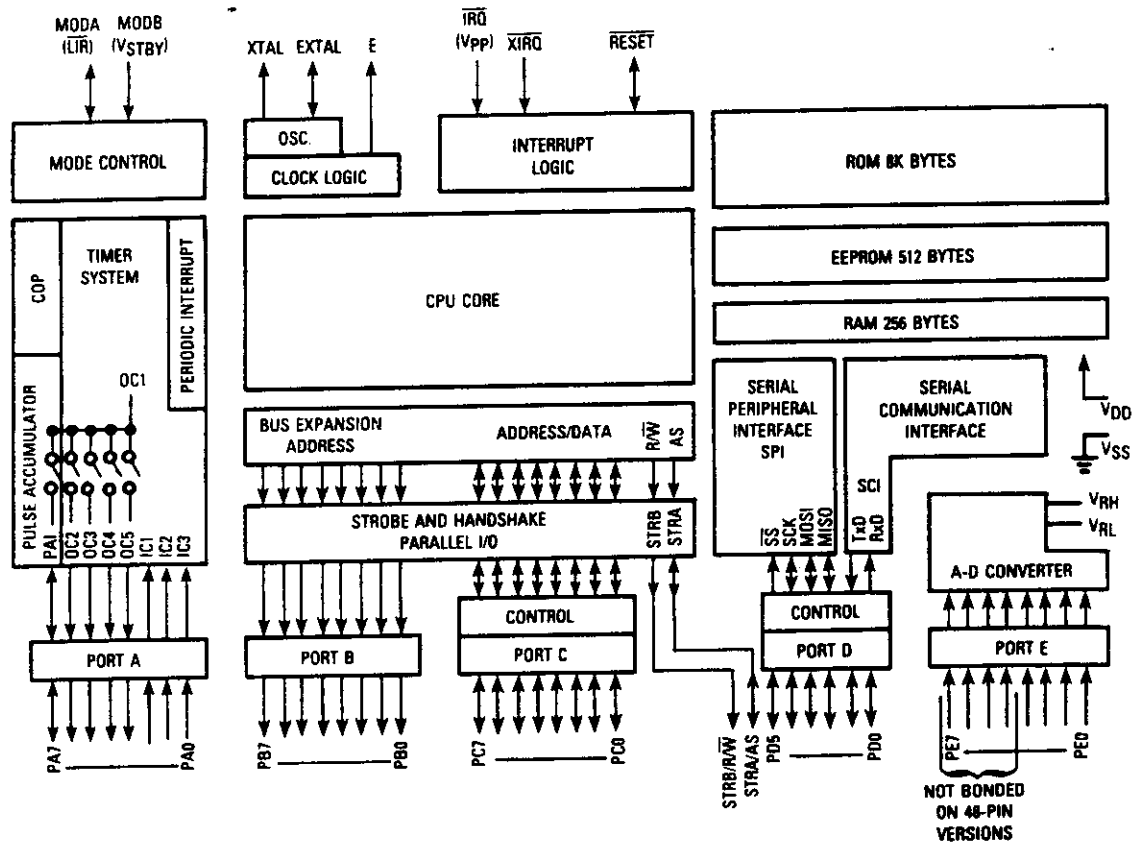 MODA
(L̅I̅R̅)
MODB
(VSTBY)
XTAL
EXTAL
E
I̅R̅Q̅
(VPP)
X̅I̅R̅Q̅
R̅E̅S̅E̅T̅
MODE CONTROL
OSC.
CLOCK LOGIC
INTERRUPT
LOGIC
ROM 8K BYTES
COP
TIMER
SYSTEM
PERIODIC INTERRUPT
CPU CORE
EEPROM 512 BYTES
RAM 256 BYTES
PULSE ACCUMULATOR
OC1
PAI
OC2
OC3
OC4
OC5
IC1
IC2
IC3
BUS EXPANSION
ADDRESS
ADDRESS/DATA
R/W̅
AS
STROBE AND HANDSHAKE
PARALLEL I/O
STRB
STRA
SERIAL
PERIPHERAL
INTERFACE
SPI
S̅S̅
SCK
MOSI
MISO
SERIAL
COMMUNICATION
INTERFACE
SCI
TxD
RxD
VDD
VSS
VRH
VRL
A-D CONVERTER
PORT A
PORT B
CONTROL
PORT C
CONTROL
PORT D
PORT E
PA7
PA0
PB7
PB0
PC7
PC0
STRB/R/W̅
STRA/AS
PD5
PD0
PE7
PE0
NOT BONDED
ON 48-PIN
VERSIONS